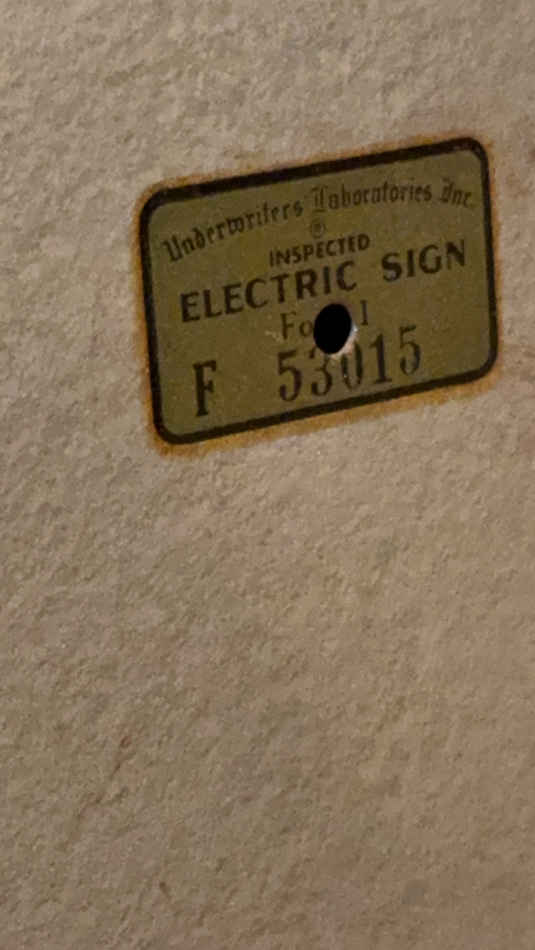 Underwriters Laboratories Inc.
®
INSPECTED
ELECTRIC SIGN
F 53015